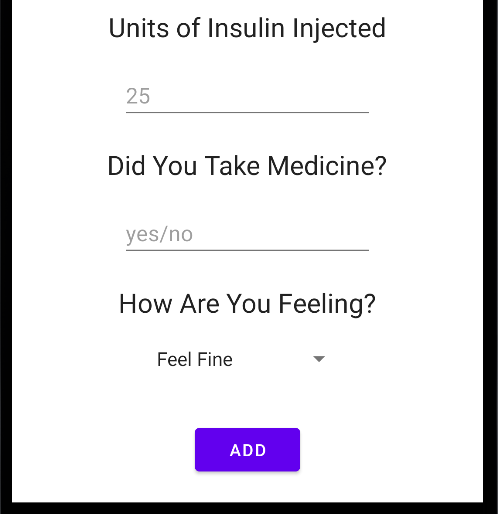 Units of Insulin Injected
25
Did You Take Medicine?
yes/no
How Are You Feeling?
Feel Fine
ADD